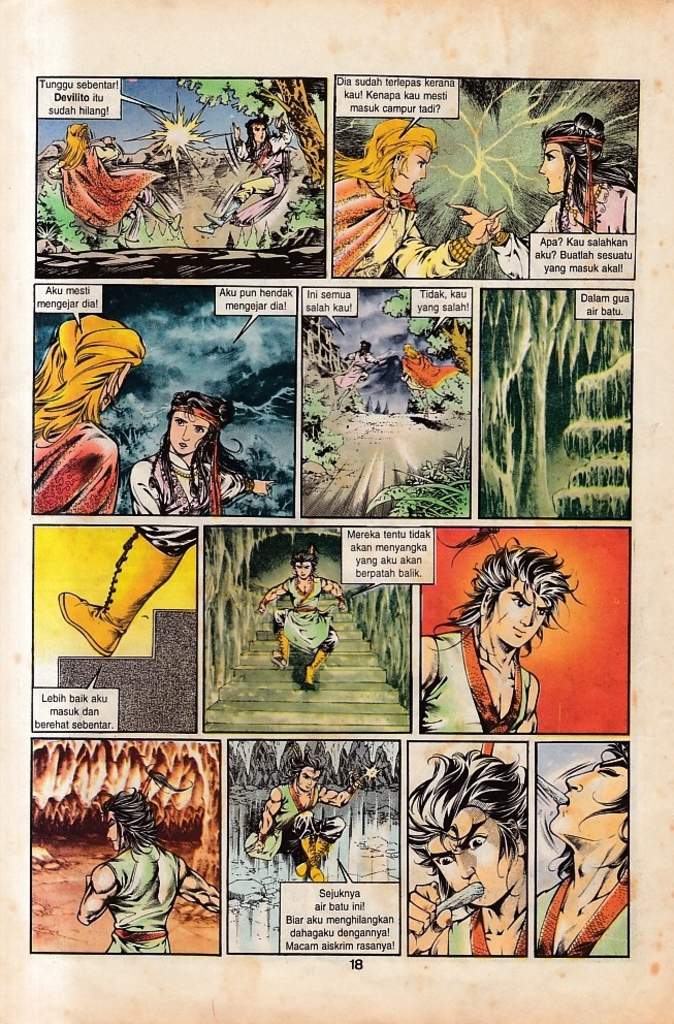 Tunggu sebentar!
Devilito itu
sudah hilang!
Dia sudah terlepas kerana
kau! Kenapa kau mesti
masuk campur tadi?
Apa? Kau salahkan
aku? Buatlah sesuatu
yang masuk akal!
Aku mesti
mengejar dia!
Aku pun hendak
mengejar dia!
Ini semua
salah kau!
Tidak, kau
yang salah!
Dalam gua
air batu.
Lebih baik aku
masuk dan
berehat sebentar.
Mereka tentu tidak
akan menyangka
yang aku akan
berpatah balik.
Sejuknya
air batu ini!
Biar aku menghilangkan
dahagaku dengannya!
Macam aiskrim rasanya!
18